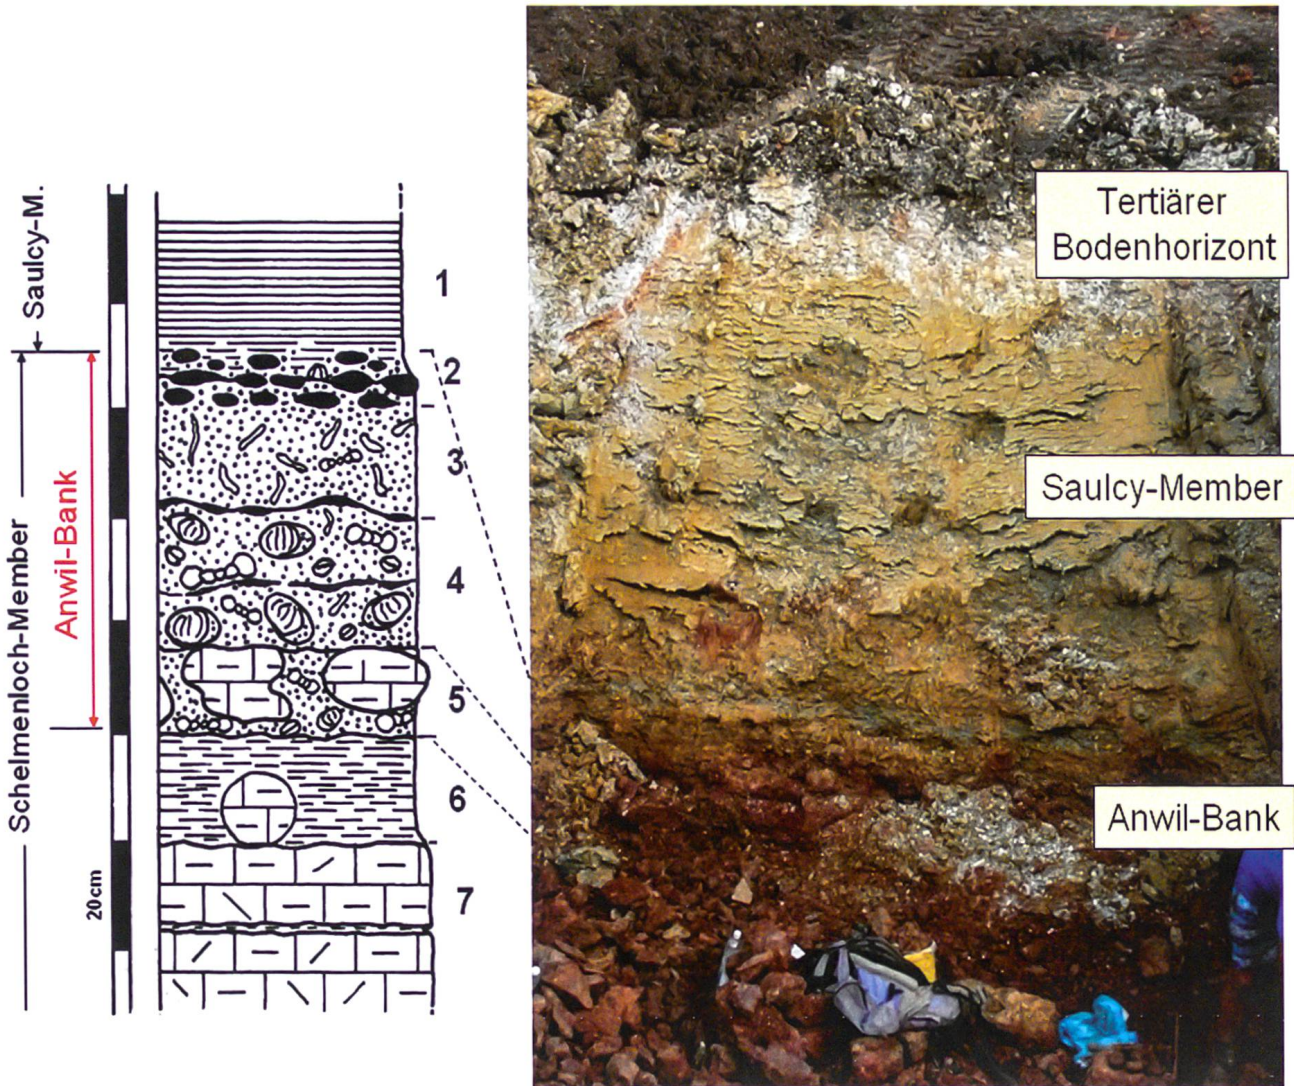 Saulcy-M.
Schelmenloch-Member
Anwil-Bank
20cm
1
2
3
4
5
6
7
Tertiärer
Bodenhorizont
Saulcy-Member
Anwil-Bank